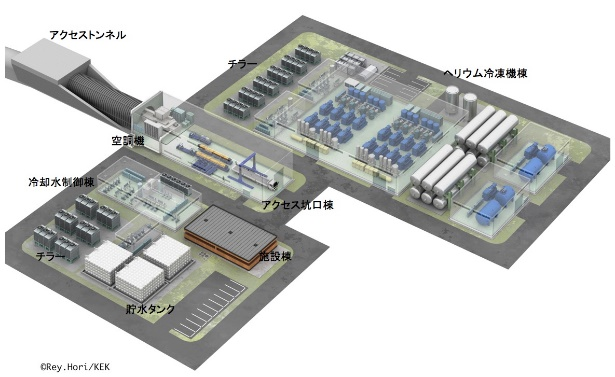 アクセストンネル
チラー
ヘリウム冷凍機棟
空調機
冷却水制御棟
アクセス坑口棟
チラー
施設棟
貯水タンク
©Rey.Hori/KEK